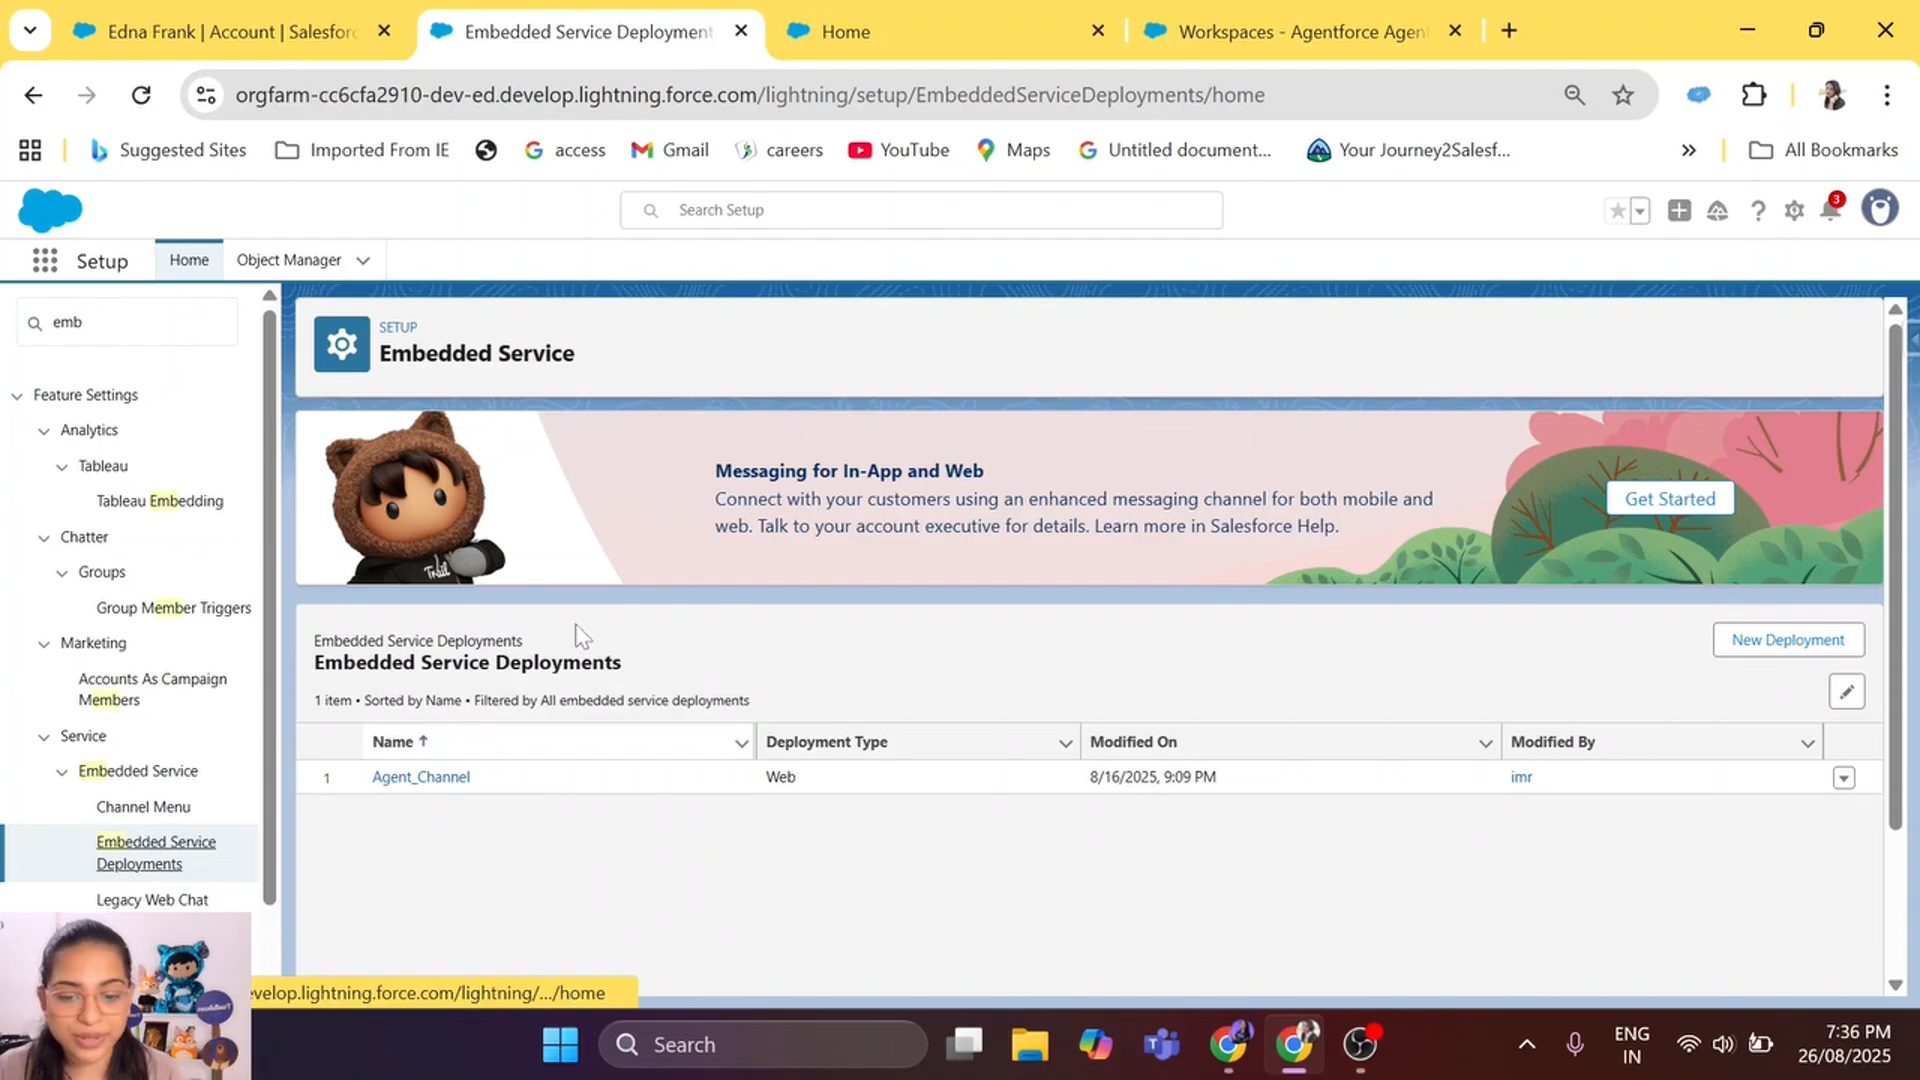 Edna Frank | Account | Salesforc
Embedded Service Deployment
Home
Workspaces - Agentforce Agen
orgfarm-cc6cfa2910-dev-ed.develop.lightning.force.com/lightning/setup/EmbeddedServiceDeployments/home
Suggested Sites
Imported From IE
access
Gmail
careers
YouTube
Maps
Untitled document...
Your Journey2Salesf...
»
All Bookmarks
Search Setup
3
Setup
Home
Object Manager
emb
Feature Settings
Analytics
Tableau
Tableau Embedding
Chatter
Groups
Group Member Triggers
Marketing
Accounts As Campaign
Members
Service
Embedded Service
Channel Menu
Embedded Service
Deployments
Legacy Web Chat
SETUP
Embedded Service
Trail
Messaging for In-App and Web
Connect with your customers using an enhanced messaging channel for both mobile and
web. Talk to your account executive for details. Learn more in Salesforce Help.
Get Started
Embedded Service Deployments
Embedded Service Deployments
1 item • Sorted by Name • Filtered by All embedded service deployments
New Deployment
Name ↑
Deployment Type
Modified On
Modified By
1
Agent_Channel
Web
8/16/2025, 9:09 PM
imr
evelop.lightning.force.com/lightning/.../home
Search
ENG
IN
7:36 PM
26/08/2025